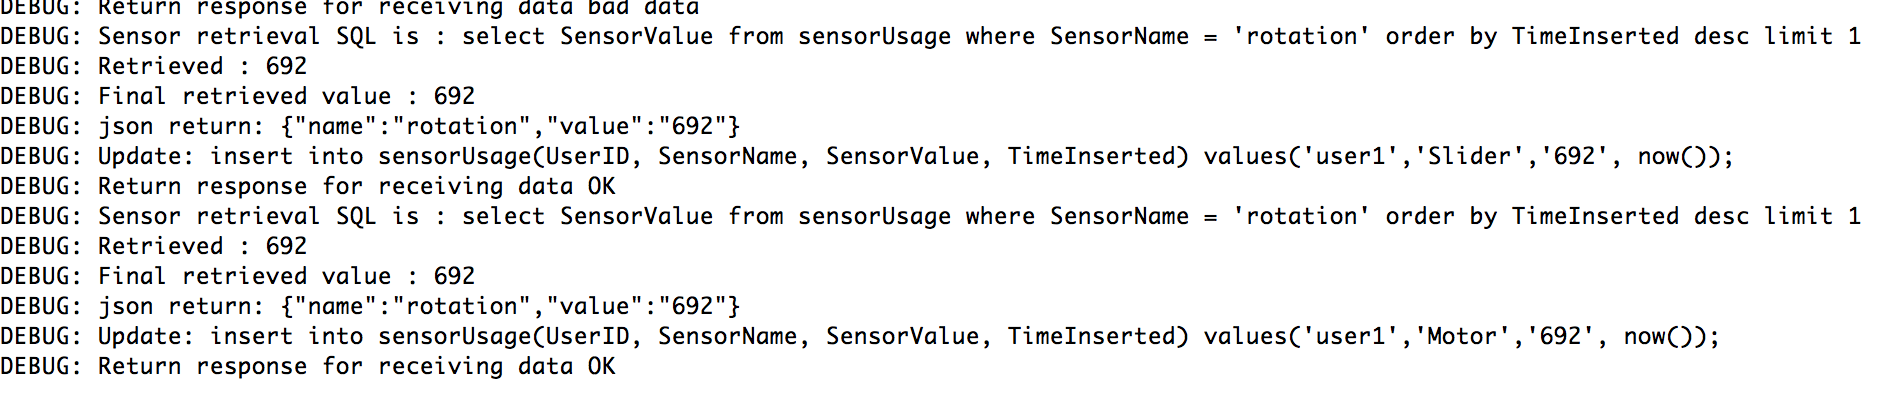 DEBUG: Return response for receiving data bad data
DEBUG: Sensor retrieval SQL is : select SensorValue from sensorUsage where SensorName = 'rotation' order by TimeInserted desc limit 1
DEBUG: Retrieved : 692
DEBUG: Final retrieved value : 692
DEBUG: json return: {"name":"rotation","value":"692"}
DEBUG: Update: insert into sensorUsage(UserID, SensorName, SensorValue, TimeInserted) values('user1','Slider','692', now());
DEBUG: Return response for receiving data OK
DEBUG: Sensor retrieval SQL is : select SensorValue from sensorUsage where SensorName = 'rotation' order by TimeInserted desc limit 1
DEBUG: Retrieved : 692
DEBUG: Final retrieved value : 692
DEBUG: json return: {"name":"rotation","value":"692"}
DEBUG: Update: insert into sensorUsage(UserID, SensorName, SensorValue, TimeInserted) values('user1','Motor','692', now());
DEBUG: Return response for receiving data OK